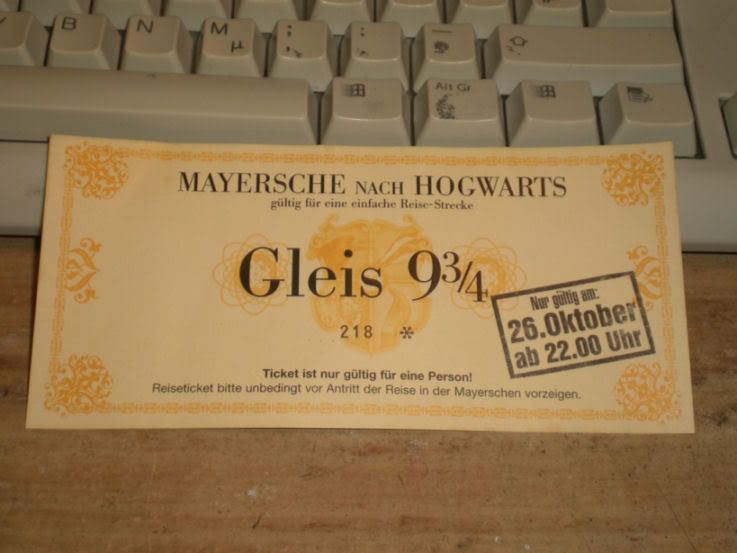 B N M
µ
; :
Alt Gr
MAYERSCHE NACH HOGWARTS
gültig für eine einfache Reise-Strecke
Gleis 9¾
218 *
Nur gültig am:
26.Oktober
ab 22.00 Uhr
Ticket ist nur gültig für eine Person!
Reiseticket bitte unbedingt vor Antritt der Reise in der Mayerschen vorzeigen.